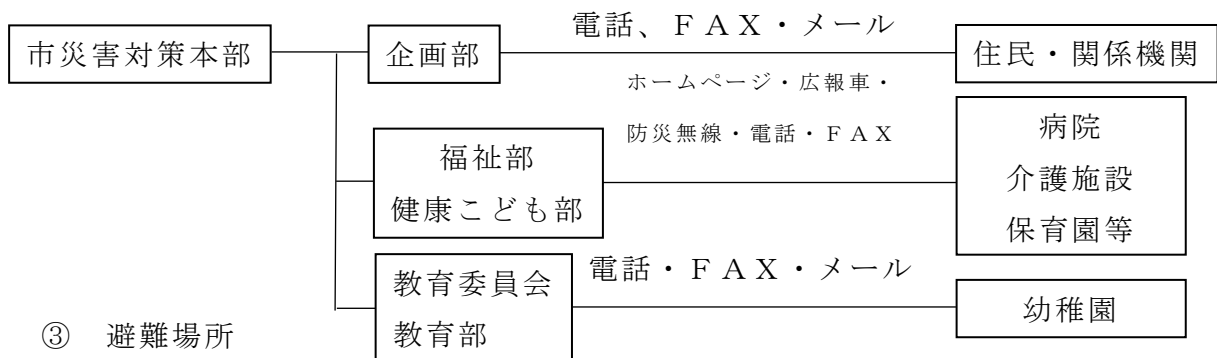 電話、ＦＡＸ・メール
市災害対策本部
企画部
住民・関係機関
ホームページ・広報車・
防災無線・電話・ＦＡＸ
福祉部
健康こども部
病院
介護施設
保育園等
電話・ＦＡＸ・メール
教育委員会
教育部
幼稚園
③　避難場所